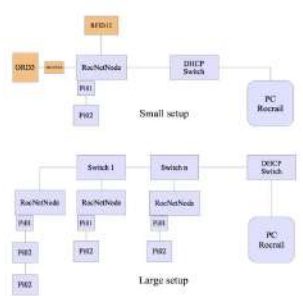 RFID12
ORD3
RocNetNode
DHCP
Switch
Pi01
Pi02
PC
Rocrail
Small setup
Switch 1
Switch n
DHCP
Switch
RocNetNode
RocNetNode
RocNetNode
Pi01
Pi01
Pi01
Pi02
Pi02
Pi02
Pi02
PC
Rocrail
Large setup